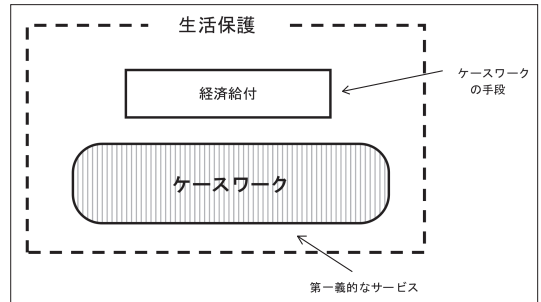 生活保護
経済給付
ケースワーク
の手段
ケースワーク
第一義的なサービス